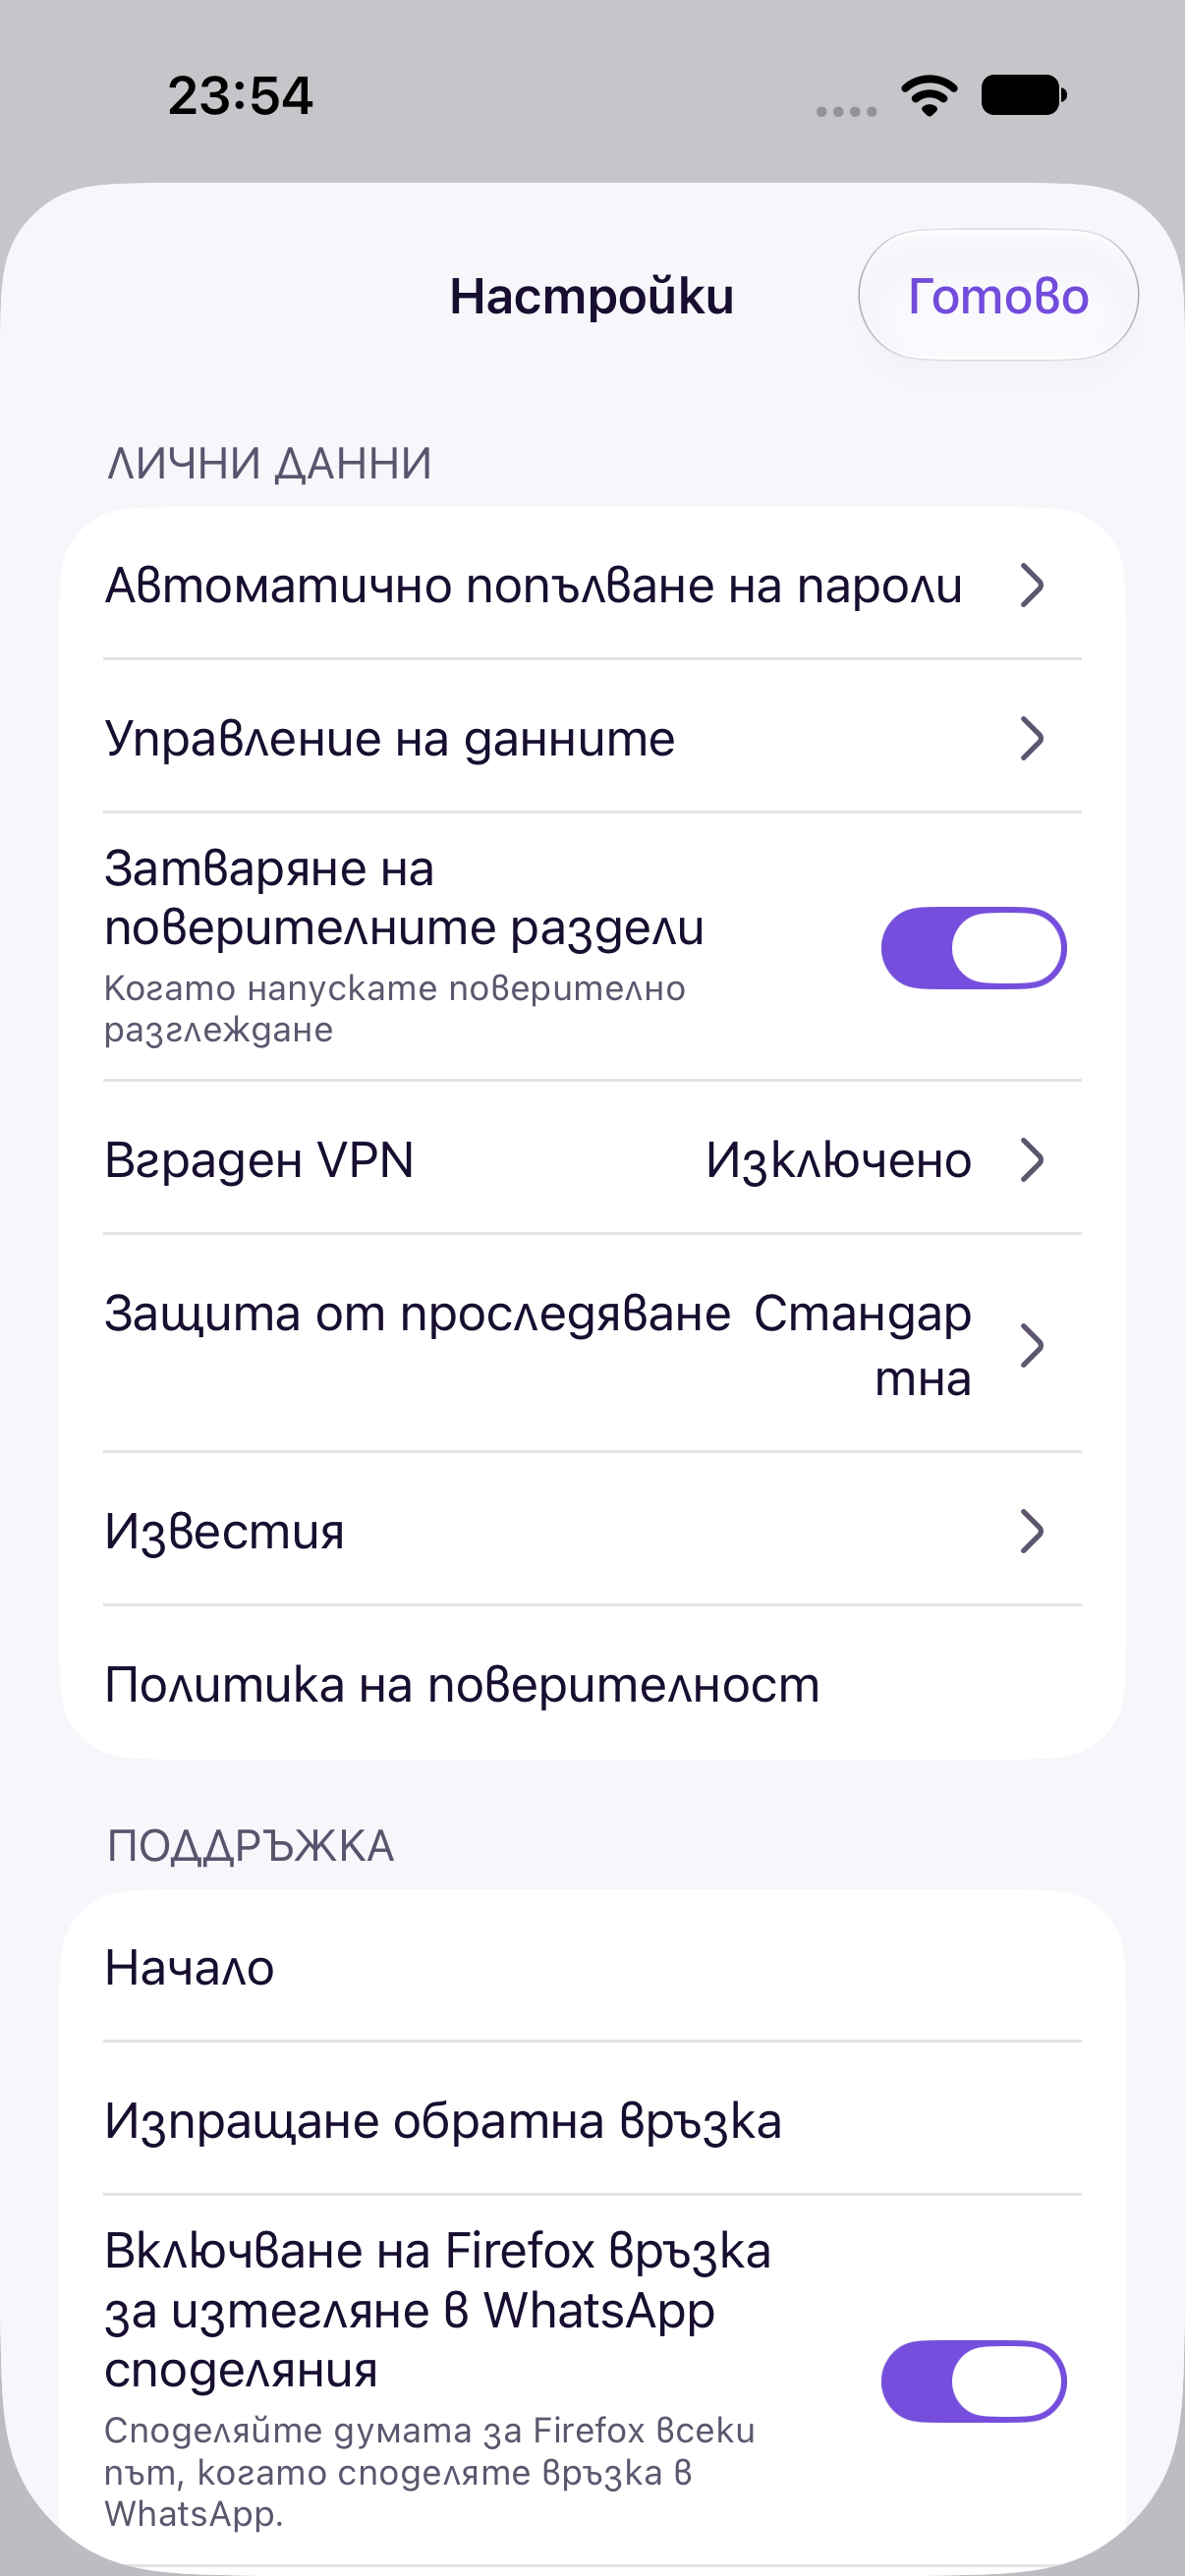 23:54
Настройки
Готово
ЛИЧНИ ДАННИ
Автоматично попълване на пароли
Управление на данните
Затваряне на
поверителните раздели
Когато напускате поверително
разглеждане
Вграден VPN
Изключено
Защита от проследяване
Стандар
тна
Известия
Политика на поверителност
ПОДДРЪЖКА
Начало
Изпращане обратна връзка
Включване на Firefox връзка
за изтегляне в WhatsApp
споделяния
Споделяйте думата за Firefox всеки
път, когато споделяте връзка в
WhatsApp.